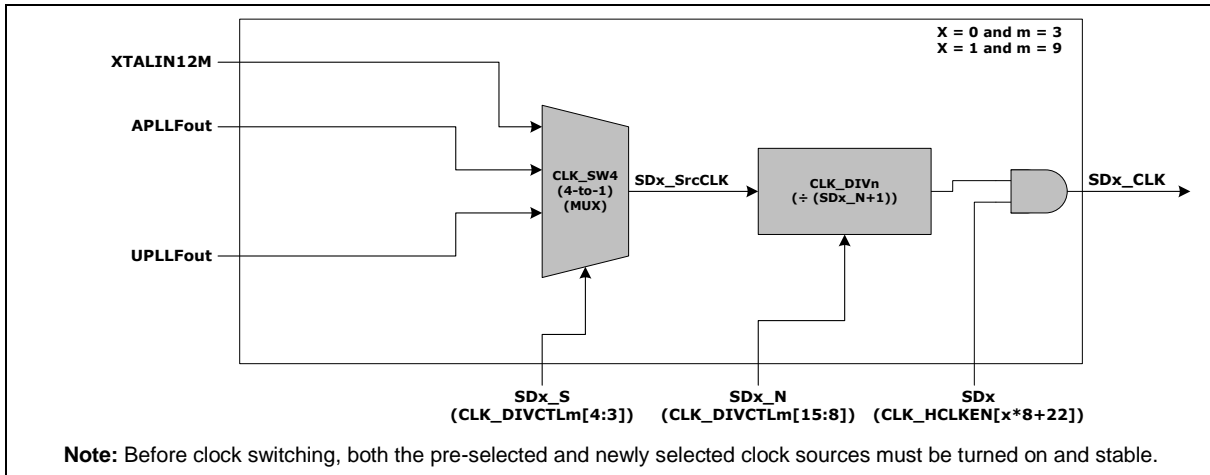 X = 0 and m = 3
X = 1 and m = 9
XTALIN12M
APLLFout
UPLLFout
CLK_SW4
(4-to-1)
(MUX)
SDx_SrcCLK
CLK_DIVn
(÷ (SDx_N+1))
SDx_CLK
SDx_S
(CLK_DIVCTLm[4:3])
SDx_N
(CLK_DIVCTLm[15:8])
SDx
(CLK_HCLKEN[x*8+22])
Note: Before clock switching, both the pre-selected and newly selected clock sources must be turned on and stable.